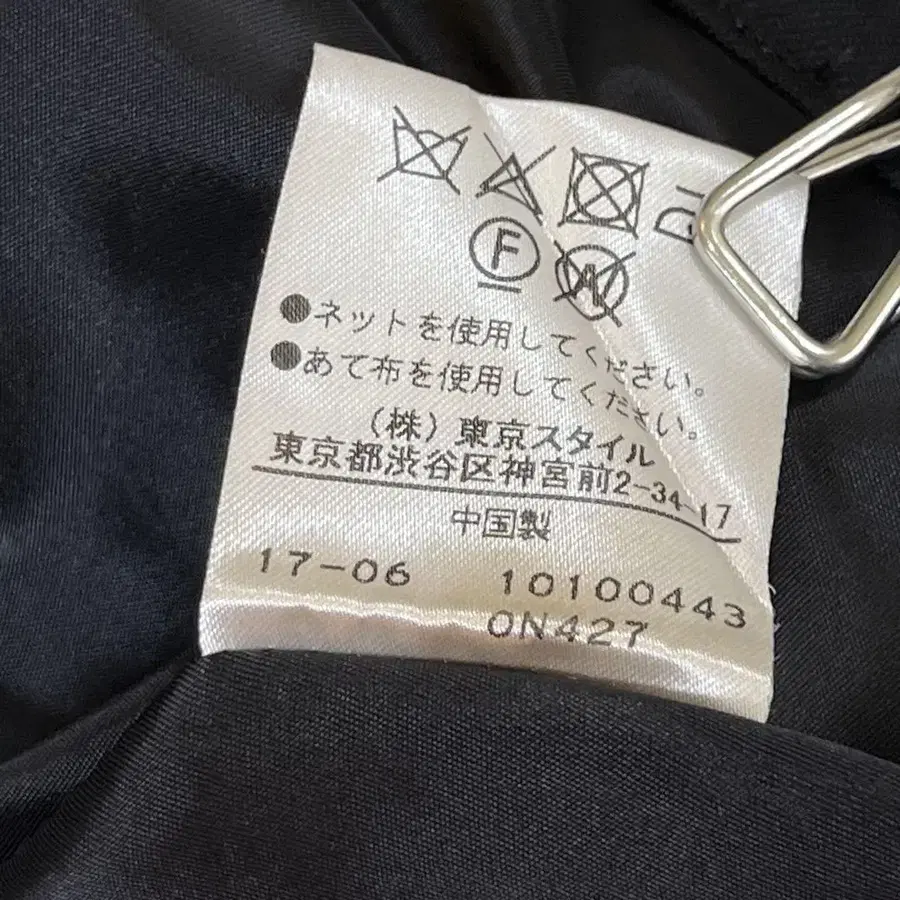 F W
●ネットを使用してください。
●あて布を使用してください。
(株)東京スタイル
東京都渋谷区神宮前2-34-17
中国製
17-06 10100443
0N427